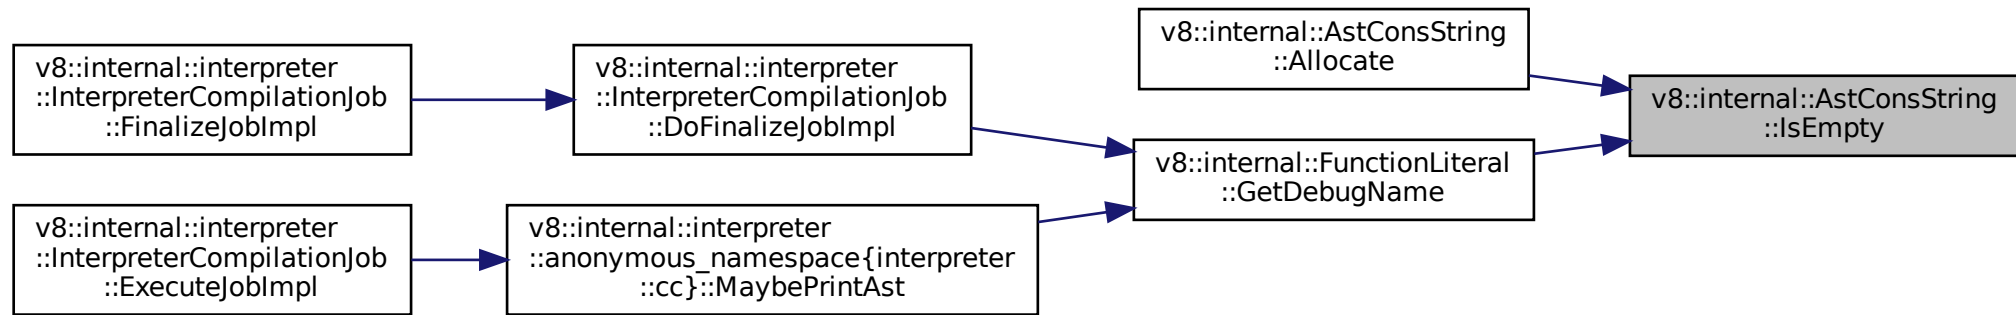 v8::internal::interpreter
::InterpreterCompilationJob
::FinalizeJobImpl
v8::internal::interpreter
::InterpreterCompilationJob
::DoFinalizeJobImpl
v8::internal::AstConsString
::Allocate
v8::internal::AstConsString
::IsEmpty
v8::internal::FunctionLiteral
::GetDebugName
v8::internal::interpreter
::InterpreterCompilationJob
::ExecuteJobImpl
v8::internal::interpreter
::anonymous_namespace{interpreter
::cc}::MaybePrintAst